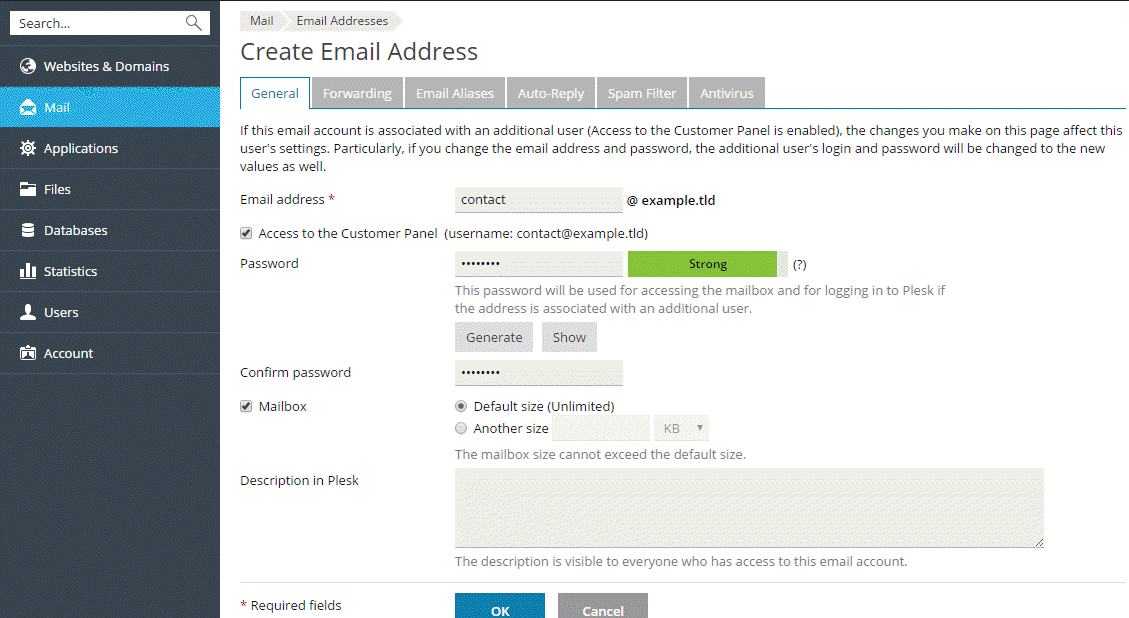 Search...
Websites & Domains
Mail
Applications
Files
Databases
Statistics
Users
Account
Mail Email Addresses
Create Email Address
General Forwarding Email Aliases Auto-Reply Spam Filter Antivirus
If this email account is associated with an additional user (Access to the Customer Panel is enabled), the changes you make on this page affect this
user's settings. Particularly, if you change the email address and password, the additional user's login and password will be changed to the new
values as well.
Email address * contact @ example.tld
Access to the Customer Panel (username: contact@example.tld)
Password •••••••• Strong (?)
This password will be used for accessing the mailbox and for logging in to Plesk if
the address is associated with an additional user.
Generate Show
Confirm password ••••••••
Mailbox Default size (Unlimited)
Another size KB
The mailbox size cannot exceed the default size.
Description in Plesk
The description is visible to everyone who has access to this email account.
* Required fields OK Cancel